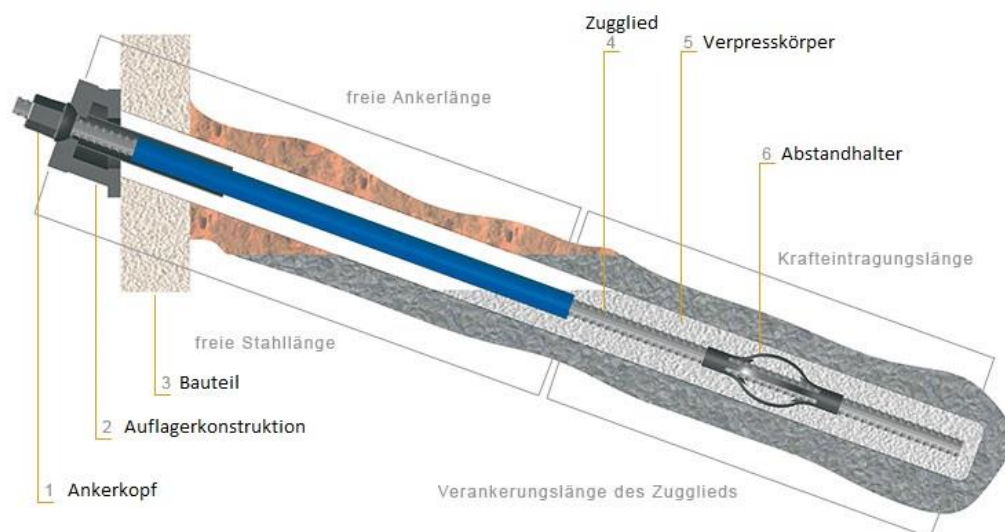 Zugglied
4
5 Verpresskörper
freie Ankerlänge
6 Abstandhalter
Krafteintragungslänge
freie Stahllänge
3 Bauteil
2 Auflagerkonstruktion
1 Ankerkopf
Verankerungslänge des Zugglieds